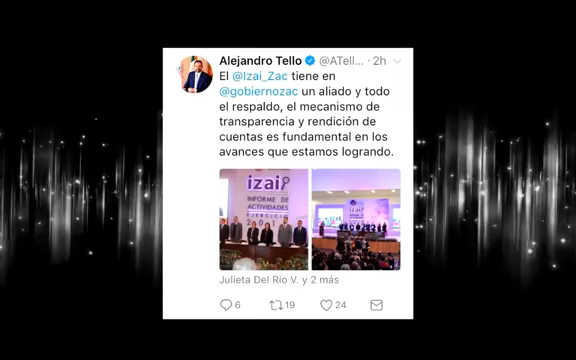 Alejandro Tello @ATell... · 2h
El @Izai_Zac tiene en
@gobiernozac un aliado y todo
el respaldo, el mecanismo de
transparencia y rendición de
cuentas es fundamental en los
avances que estamos logrando.
izai
INFORME DE
ACTIVIDADES
EJERCICIO
izai
Julieta Del Rio V. y 2 más
6 19 24